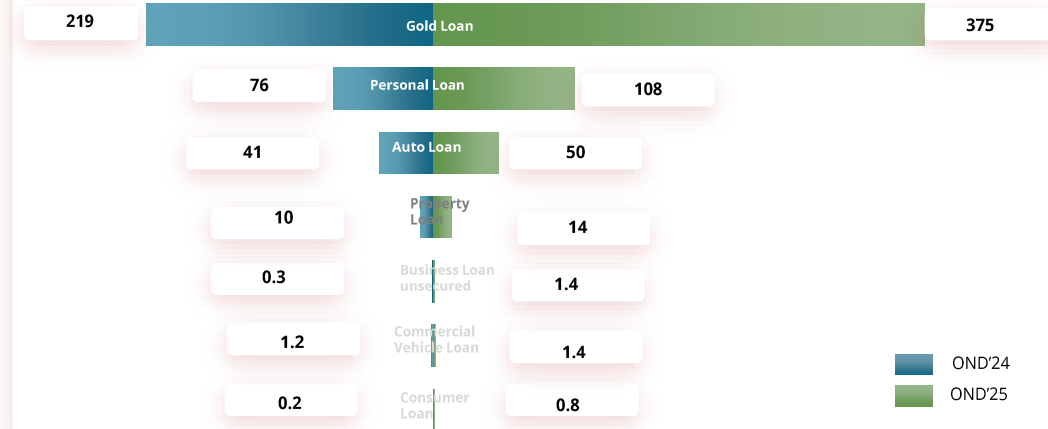 219
Gold Loan
375
76
Personal Loan
108
41
Auto Loan
50
10
Property
Loan
14
0.3
Business Loan
unsecured
1.4
1.2
Commercial
Vehicle Loan
1.4
0.2
Consumer
Loan
0.8
OND’24
OND’25